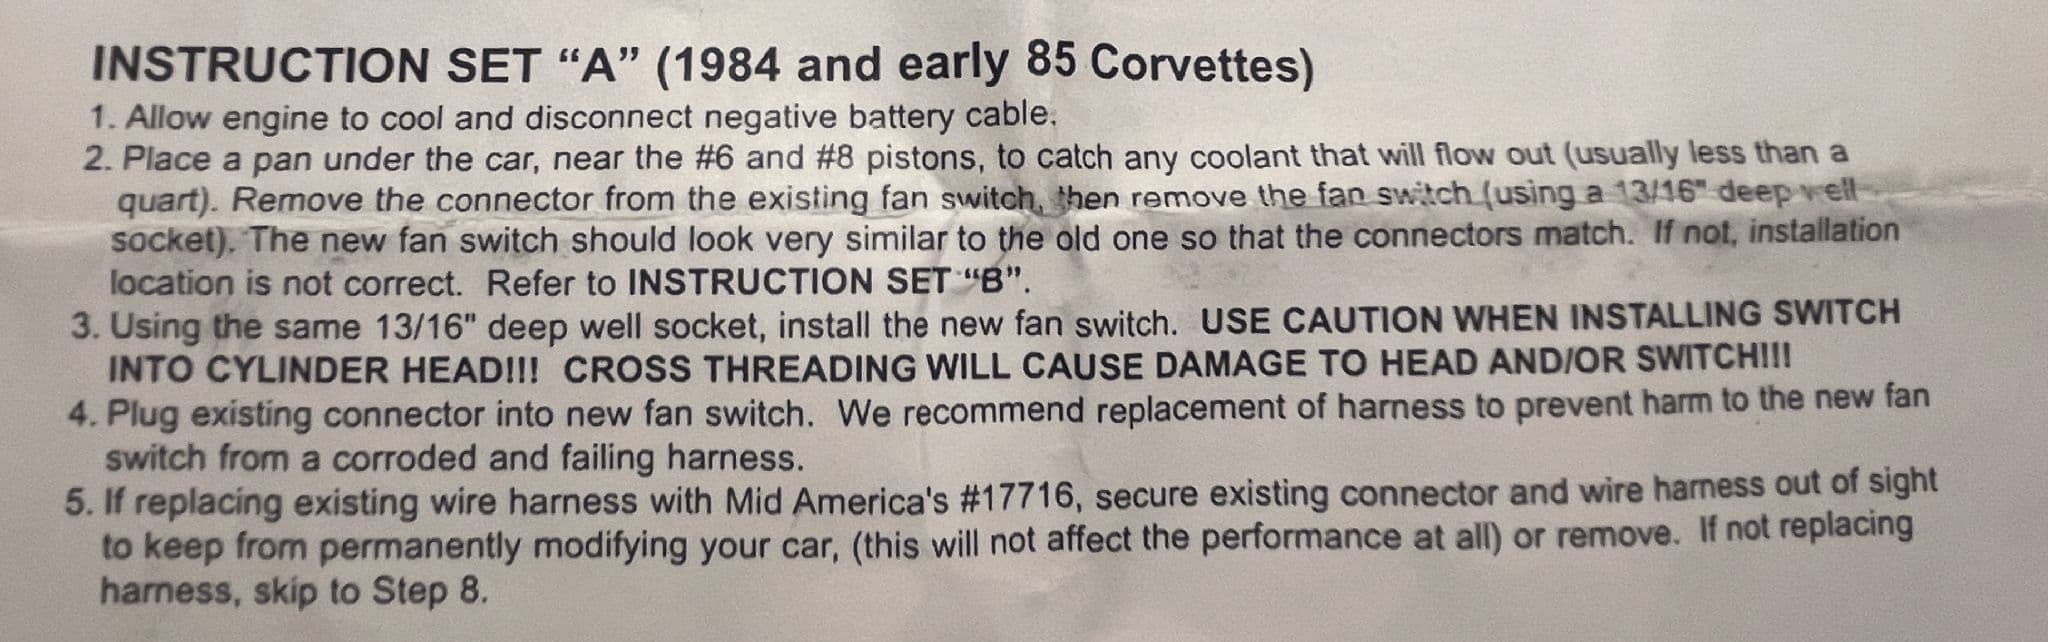 INSTRUCTION SET “A” (1984 and early 85 Corvettes)
1. Allow engine to cool and disconnect negative battery cable.
2. Place a pan under the car, near the #6 and #8 pistons, to catch any coolant that will flow out (usually less than a
quart). Remove the connector from the existing fan switch, then remove the fan switch (using a 13/16" deep well
socket). The new fan switch should look very similar to the old one so that the connectors match. If not, installation
location is not correct. Refer to INSTRUCTION SET “B”.
3. Using the same 13/16" deep well socket, install the new fan switch. USE CAUTION WHEN INSTALLING SWITCH
INTO CYLINDER HEAD!!! CROSS THREADING WILL CAUSE DAMAGE TO HEAD AND/OR SWITCH!!!
4. Plug existing connector into new fan switch. We recommend replacement of harness to prevent harm to the new fan
switch from a corroded and failing harness.
5. If replacing existing wire harness with Mid America's #17716, secure existing connector and wire harness out of sight
to keep from permanently modifying your car, (this will not affect the performance at all) or remove. If not replacing
harness, skip to Step 8.